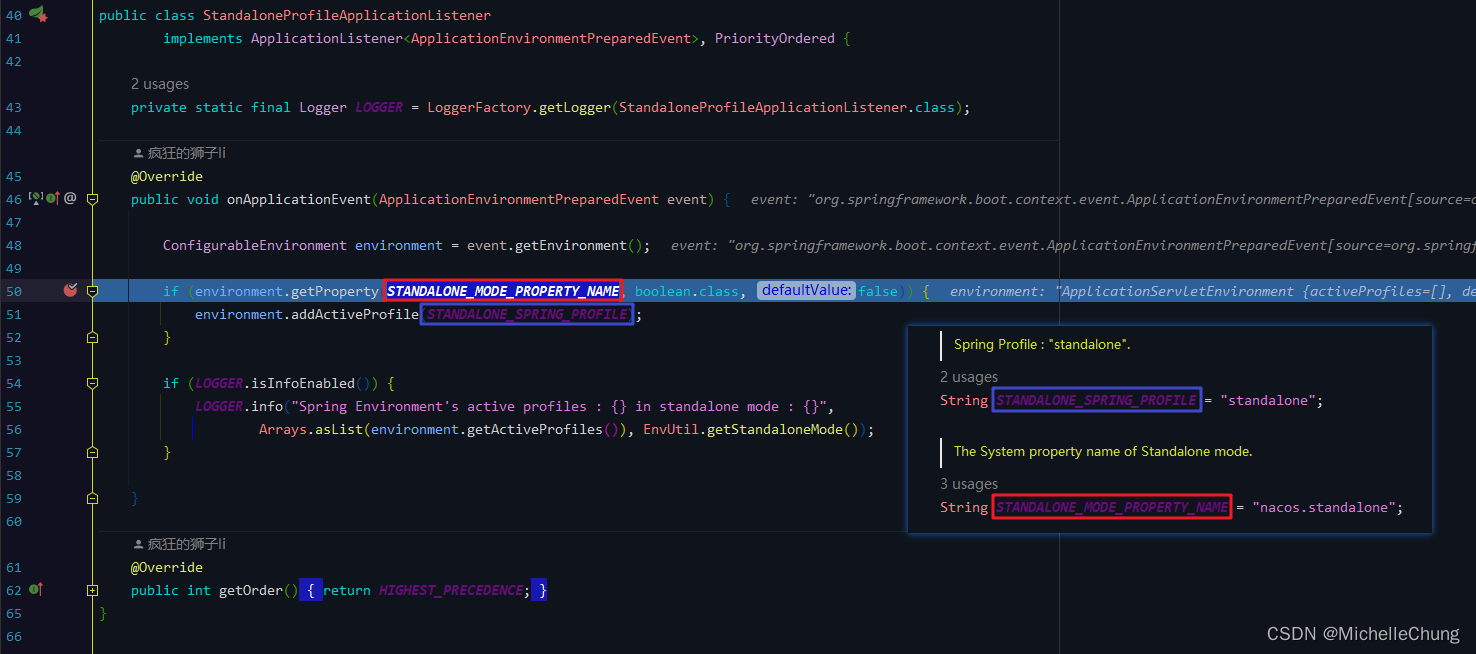 40 public class StandaloneProfileApplicationListener
41 implements ApplicationListener<ApplicationEnvironmentPreparedEvent>, PriorityOrdered {
42
2 usages
43 private static final Logger LOGGER = LoggerFactory.getLogger(StandaloneProfileApplicationListener.class);
44
疯狂的狮子li
45 @Override
46 public void onApplicationEvent(ApplicationEnvironmentPreparedEvent event) { event: "org.springframework.boot.context.event.ApplicationEnvironmentPreparedEvent[source=o
47
48 ConfigurableEnvironment environment = event.getEnvironment(); event: "org.springframework.boot.context.event.ApplicationEnvironmentPreparedEvent[source=org.springf
49
50 if (environment.getProperty(STANDALONE_MODE_PROPERTY_NAME, boolean.class, defaultValue: false)) { environment: "ApplicationServletEnvironment {activeProfiles=[], de
51 environment.addActiveProfile(STANDALONE_SPRING_PROFILE);
52 }
53
54 if (LOGGER.isInfoEnabled()) {
55 LOGGER.info("Spring Environment's active profiles : {} in standalone mode : {}",
56 Arrays.asList(environment.getActiveProfiles()), EnvUtil.getStandaloneMode());
57 }
58
59 }
60
疯狂的狮子li
61 @Override
62 public int getOrder() { return HIGHEST_PRECEDENCE; }
65 }
66
Spring Profile : "standalone".
2 usages
String STANDALONE_SPRING_PROFILE = "standalone";
The System property name of Standalone mode.
3 usages
String STANDALONE_MODE_PROPERTY_NAME = "nacos.standalone";
CSDN @MichelleChung